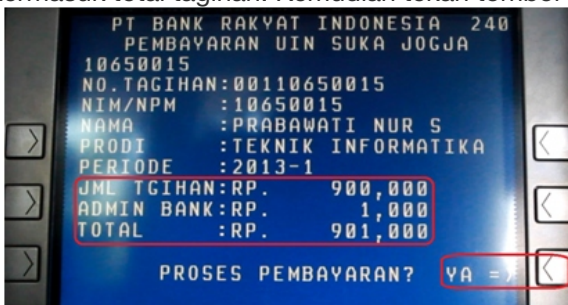 PT BANK RAKYAT INDONESIA 240
PEMBAYARAN UIN SUKA JOGJA
10650015
NO.TAGIHAN:00110650015
NIM/NPM :10650015
NAMA :PRABAWATI NUR S
PRODI :TEKNIK INFORMATIKA
PERIODE :2013-1
JML TGIHAN:RP. 900,000
ADMIN BANK:RP. 1,000
TOTAL :RP. 901,000
PROSES PEMBAYARAN? YA =>